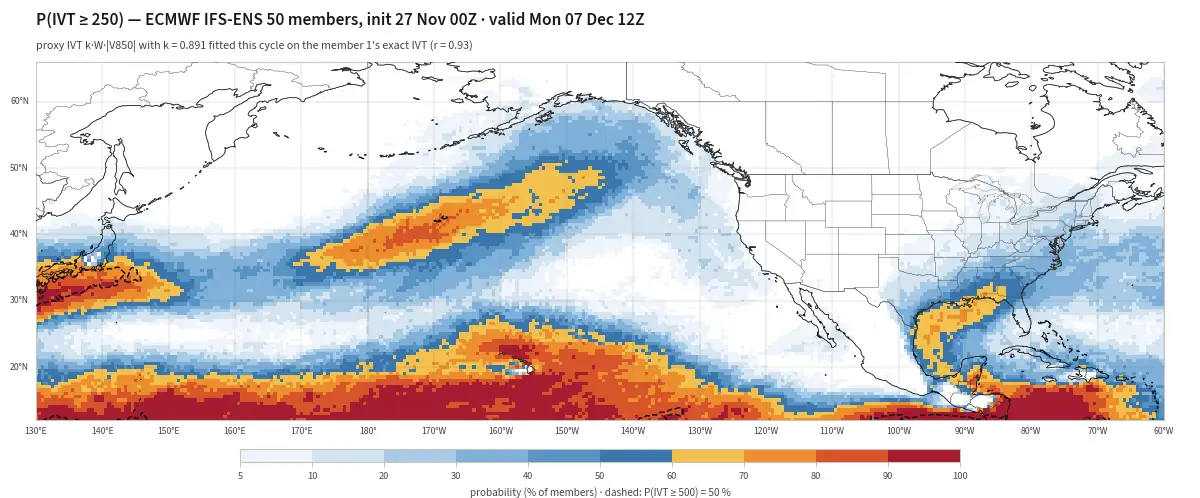 P(IVT ≥ 250) — ECMWF IFS-ENS 50 members, init 27 Nov 00Z · valid Mon 07 Dec 12Z
proxy IVT k·W·|V850| with k = 0.891 fitted this cycle on the member 1's exact IVT (r = 0.93)
60°N
50°N
40°N
30°N
20°N
130°E 140°E 150°E 160°E 170°E 180° 170°W 160°W 150°W 140°W 130°W 120°W 110°W 100°W 90°W 80°W 70°W 60°W
5 10 20 30 40 50 60 70 80 90 100
probability (% of members) · dashed: P(IVT ≥ 500) = 50 %